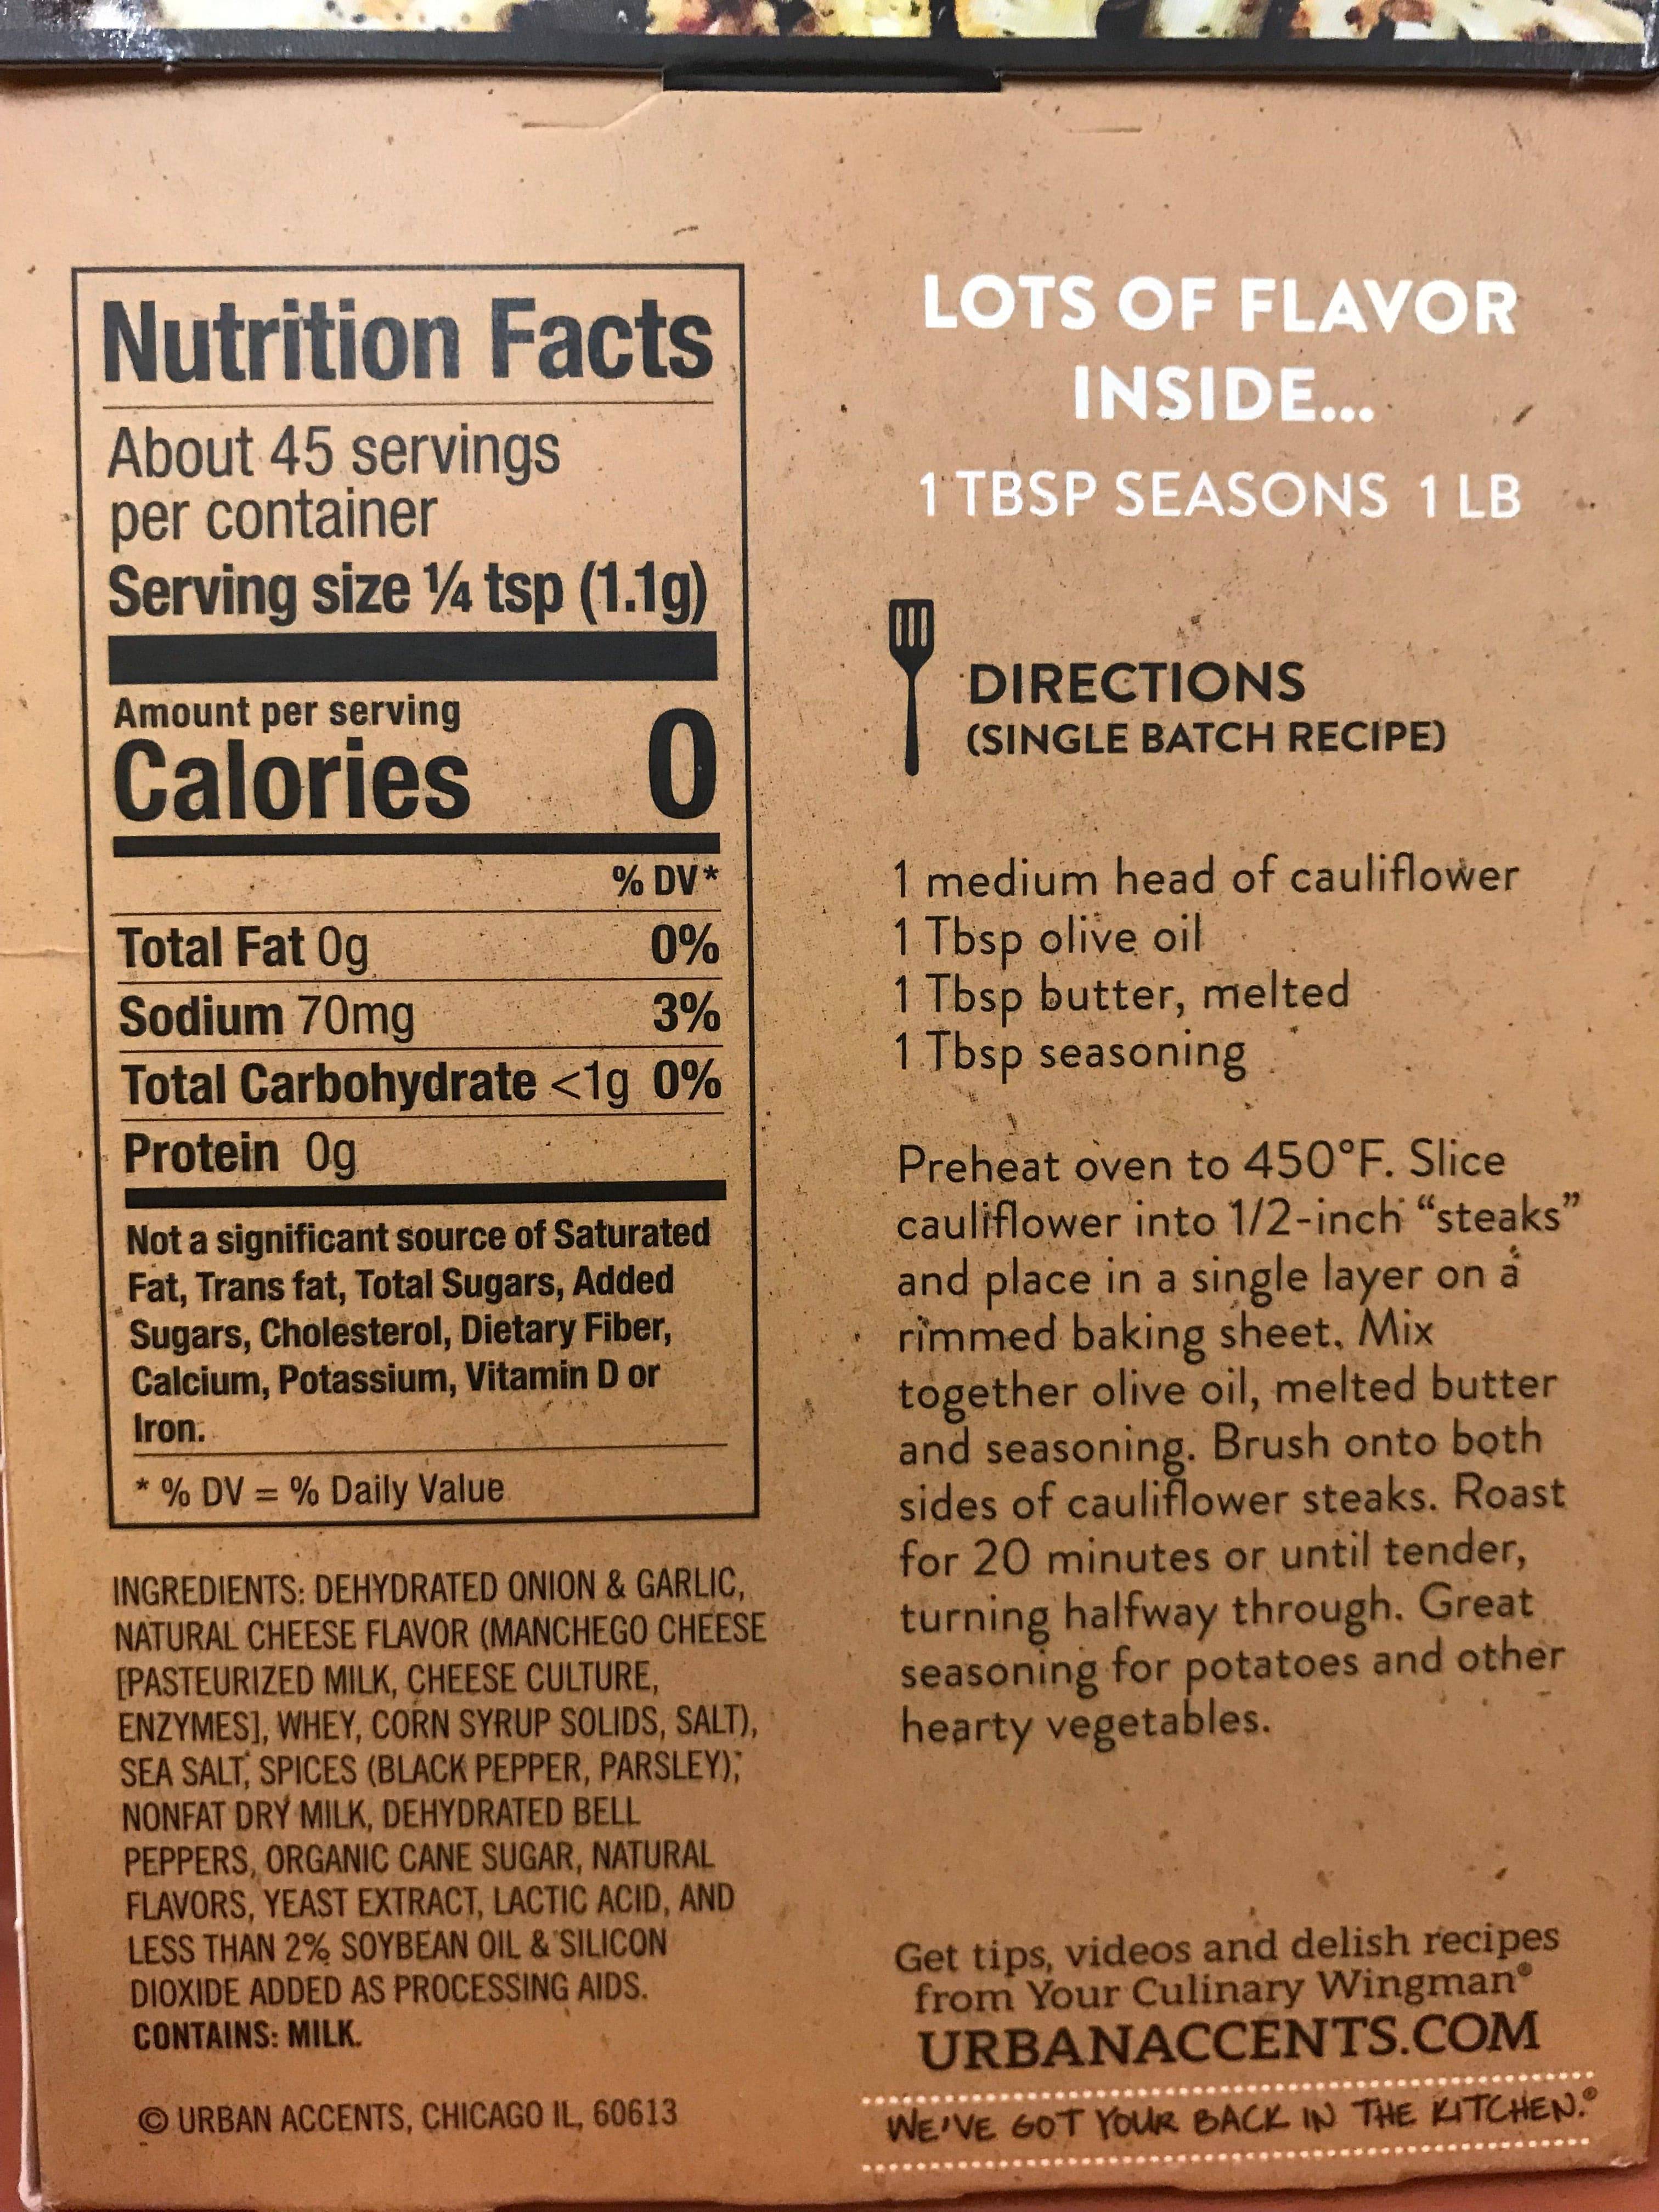 Nutrition Facts
About 45 servings
per container
Serving size ¼ tsp (1.1g)
Amount per serving
Calories 0
% DV*
Total Fat 0g 0%
Sodium 70mg 3%
Total Carbohydrate <1g 0%
Protein 0g
Not a significant source of Saturated
Fat, Trans fat, Total Sugars, Added
Sugars, Cholesterol, Dietary Fiber,
Calcium, Potassium, Vitamin D or
Iron.
* % DV = % Daily Value
INGREDIENTS: DEHYDRATED ONION & GARLIC,
NATURAL CHEESE FLAVOR (MANCHEGO CHEESE
[PASTEURIZED MILK, CHEESE CULTURE,
ENZYMES], WHEY, CORN SYRUP SOLIDS, SALT),
SEA SALT, SPICES (BLACK PEPPER, PARSLEY),
NONFAT DRY MILK, DEHYDRATED BELL
PEPPERS, ORGANIC CANE SUGAR, NATURAL
FLAVORS, YEAST EXTRACT, LACTIC ACID, AND
LESS THAN 2% SOYBEAN OIL & SILICON
DIOXIDE ADDED AS PROCESSING AIDS.
CONTAINS: MILK.
© URBAN ACCENTS, CHICAGO IL, 60613
LOTS OF FLAVOR
INSIDE...
1 TBSP SEASONS 1 LB
DIRECTIONS
(SINGLE BATCH RECIPE)
1 medium head of cauliflower
1 Tbsp olive oil
1 Tbsp butter, melted
1 Tbsp seasoning
Preheat oven to 450°F. Slice
cauliflower into 1/2-inch “steaks”
and place in a single layer on a
rimmed baking sheet. Mix
together olive oil, melted butter
and seasoning. Brush onto both
sides of cauliflower steaks. Roast
for 20 minutes or until tender,
turning halfway through. Great
seasoning for potatoes and other
hearty vegetables.
Get tips, videos and delish recipes
from Your Culinary Wingman®
URBANACCENTS.COM
WE'VE GOT YOUR BACK IN THE KITCHEN.®